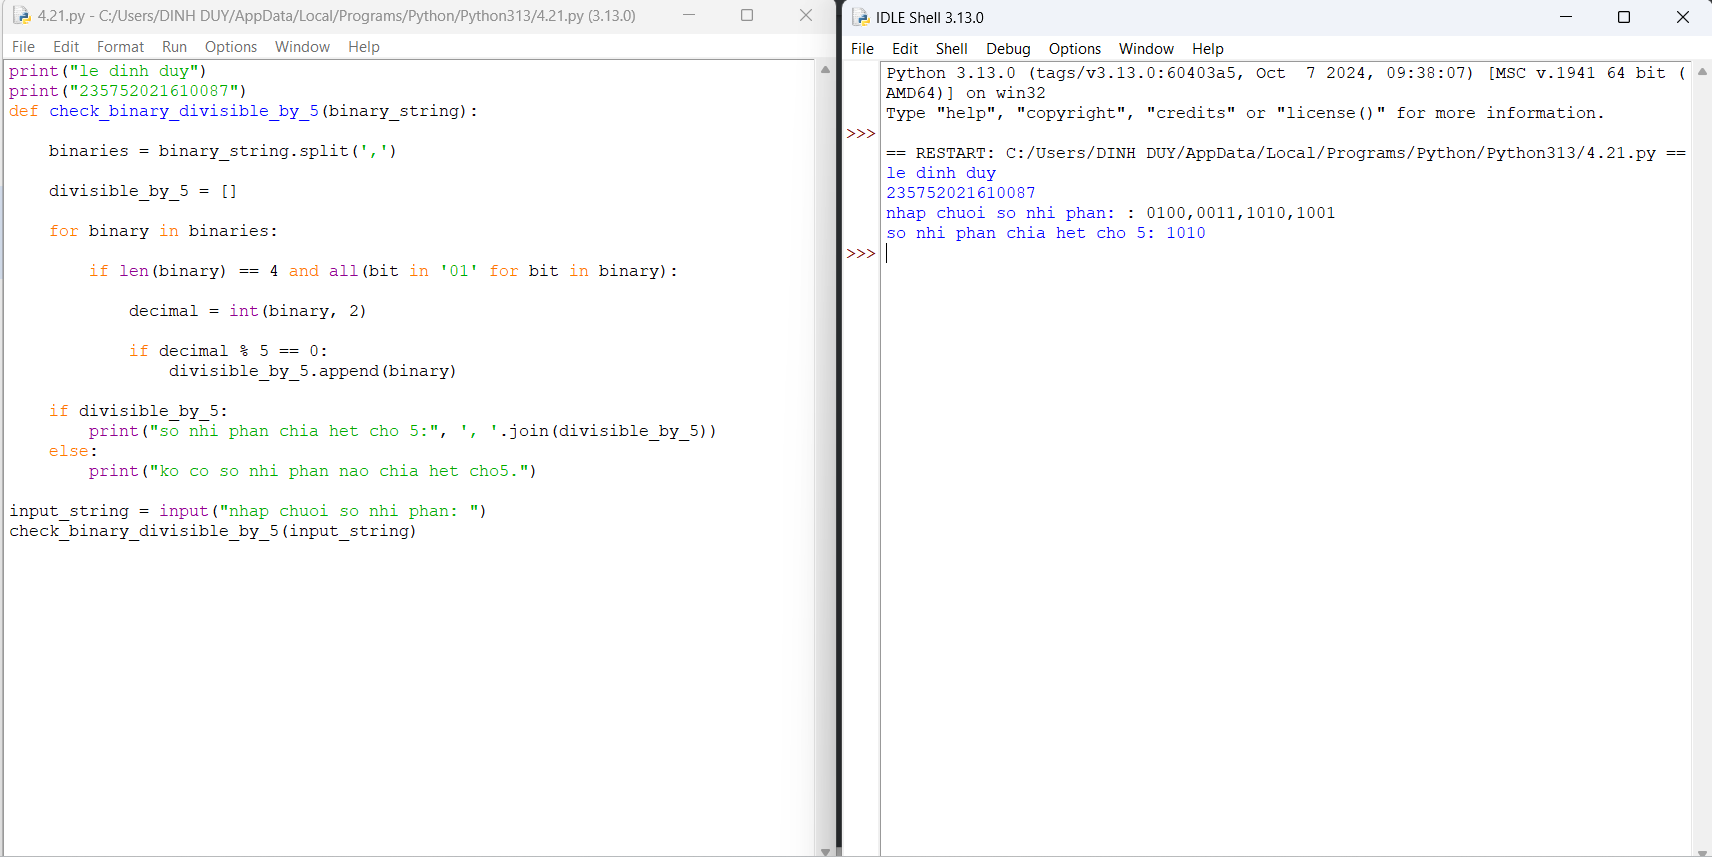 4.21.py - C:/Users/DINH DUY/AppData/Local/Programs/Python/Python313/4.21.py (3.13.0)
File Edit Format Run Options Window Help
print("le dinh duy")
print("235752021610087")
def check_binary_divisible_by_5(binary_string):
    binaries = binary_string.split(',')
    divisible_by_5 = []
    for binary in binaries:
        if len(binary) == 4 and all(bit in '01' for bit in binary):
            decimal = int(binary, 2)
            if decimal % 5 == 0:
                divisible_by_5.append(binary)
    if divisible_by_5:
        print("so nhi phan chia het cho 5:", ', '.join(divisible_by_5))
    else:
        print("ko co so nhi phan nao chia het cho5.")
input_string = input("nhap chuoi so nhi phan: ")
check_binary_divisible_by_5(input_string)
IDLE Shell 3.13.0
File Edit Shell Debug Options Window Help
Python 3.13.0 (tags/v3.13.0:60403a5, Oct  7 2024, 09:38:07) [MSC v.1941 64 bit (
AMD64)] on win32
Type "help", "copyright", "credits" or "license()" for more information.
>>>
== RESTART: C:/Users/DINH DUY/AppData/Local/Programs/Python/Python313/4.21.py ==
le dinh duy
235752021610087
nhap chuoi so nhi phan: : 0100,0011,1010,1001
so nhi phan chia het cho 5: 1010
>>>